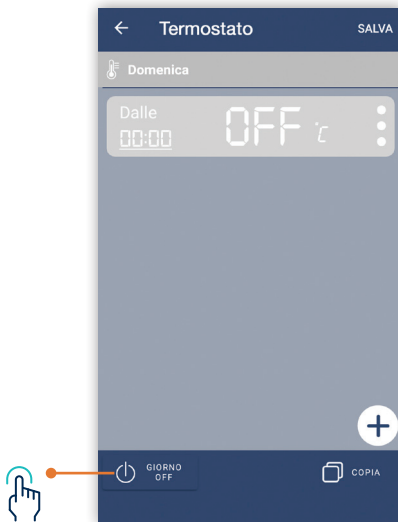 Termostato
SALVA
Domenica
Dalle
00:00
OFF °C
GIORNO
OFF
COPIA